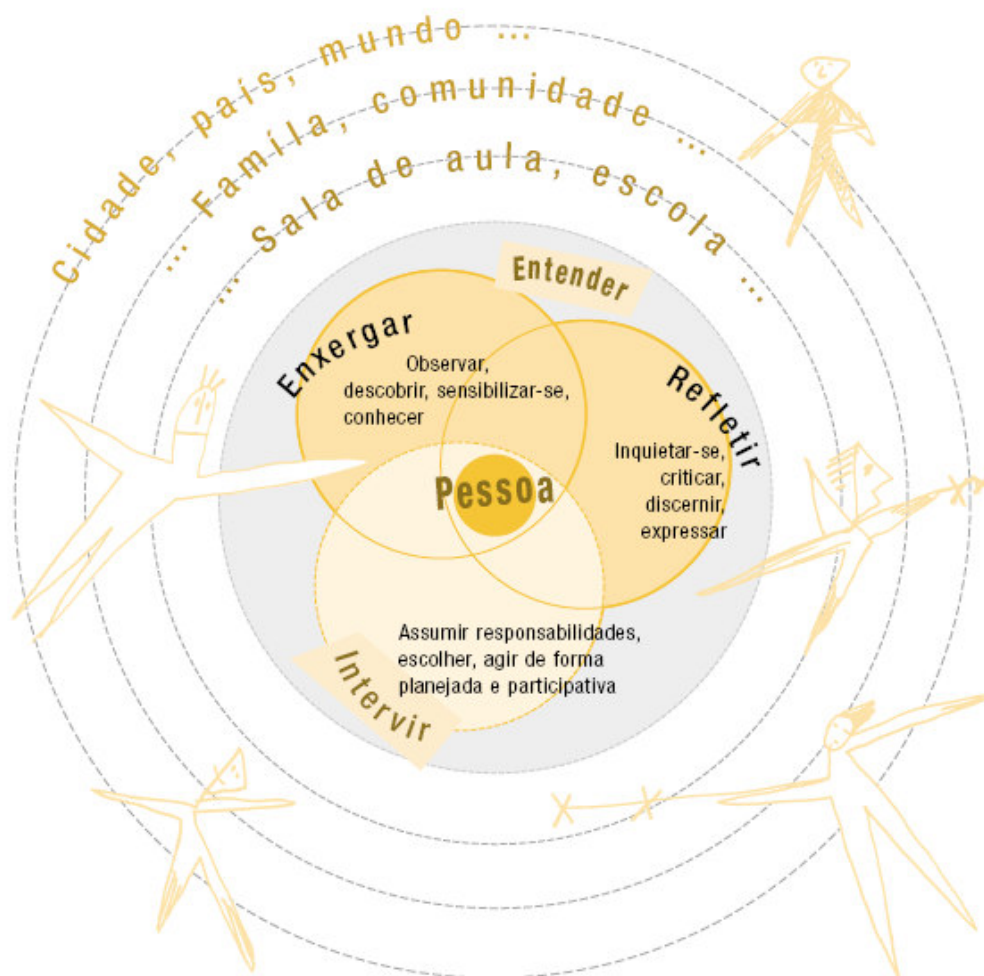 Cidade, país, mundo ...
... Famíla, comunidade ...
... Sala de aula, escola ...
Entender
Enxergar
Observar,
descobrir, sensibilizar-se,
conhecer
Refletir
Inquietar-se,
criticar,
discernir,
expressar
Pessoa
Assumir responsabilidades,
escolher, agir de forma
planejada e participativa
Intervir